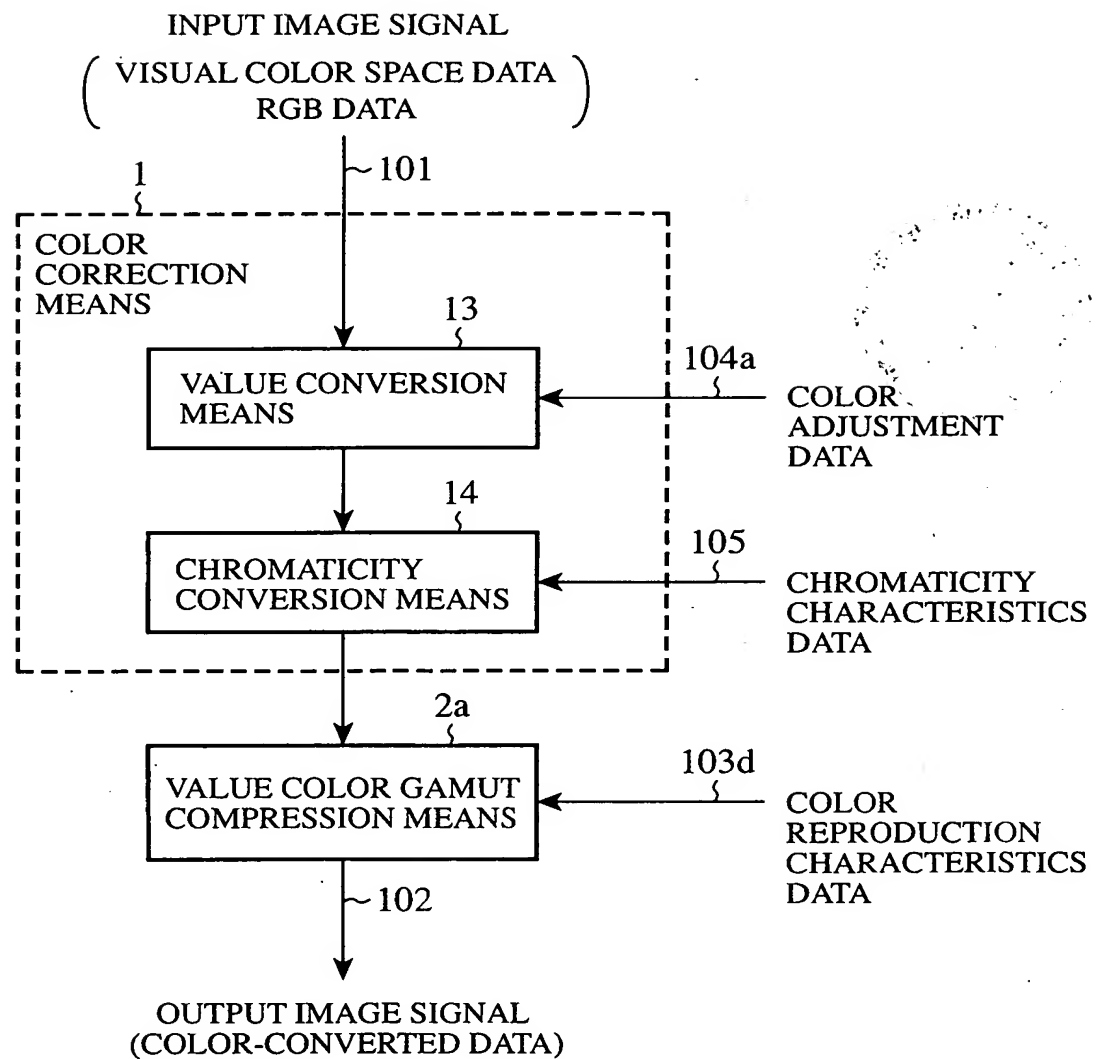 INPUT IMAGE SIGNAL
VISUAL COLOR SPACE DATA
RGB DATA
101
1
COLOR
CORRECTION
MEANS
13
VALUE CONVERSION
MEANS
104a
COLOR
ADJUSTMENT
DATA
14
CHROMATICITY
CONVERSION MEANS
105
CHROMATICITY
CHARACTERISTICS
DATA
2a
VALUE COLOR GAMUT
COMPRESSION MEANS
103d
COLOR
REPRODUCTION
CHARACTERISTICS
DATA
102
OUTPUT IMAGE SIGNAL
(COLOR-CONVERTED DATA)